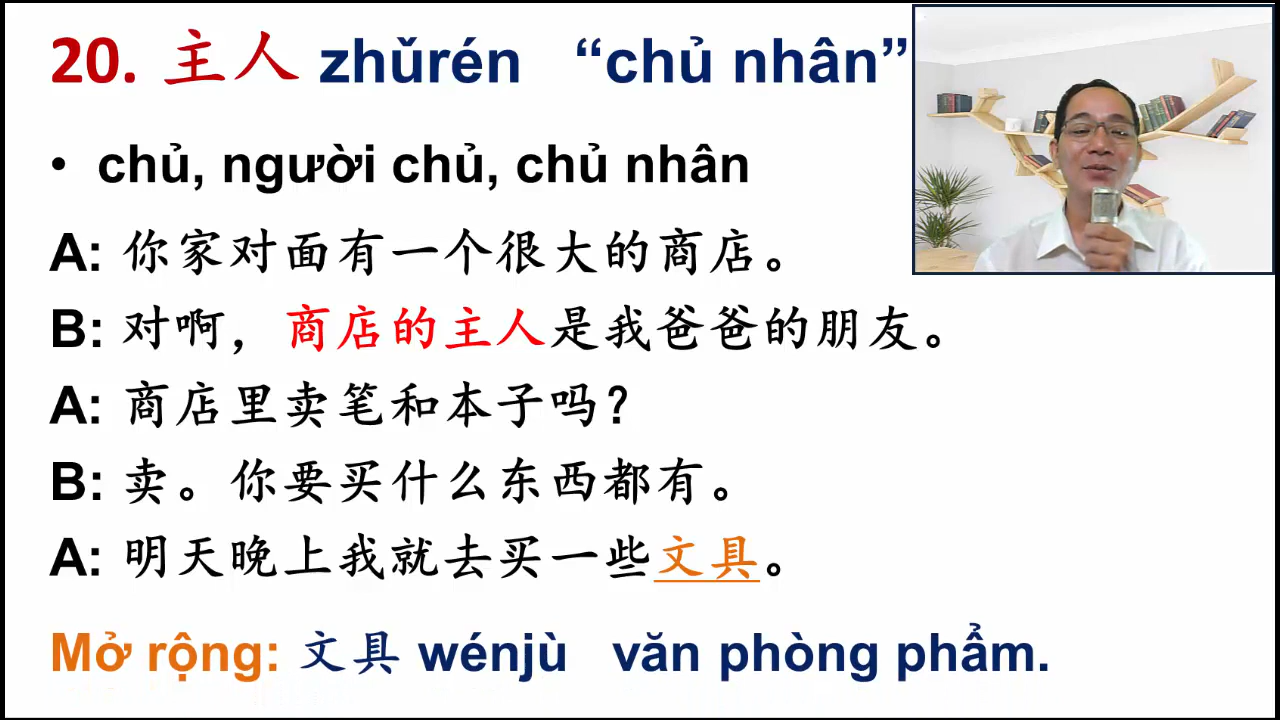 20. 主人 zhǔrén “chủ nhân”
• chủ, người chủ, chủ nhân
A: 你家对面有一个很大的商店。
B: 对啊，商店的主人是我爸爸的朋友。
A: 商店里卖笔和本子吗？
B: 卖。你要买什么东西都有。
A: 明天晚上我就去买一些文具。
Mở rộng: 文具 wénjù văn phòng phẩm.